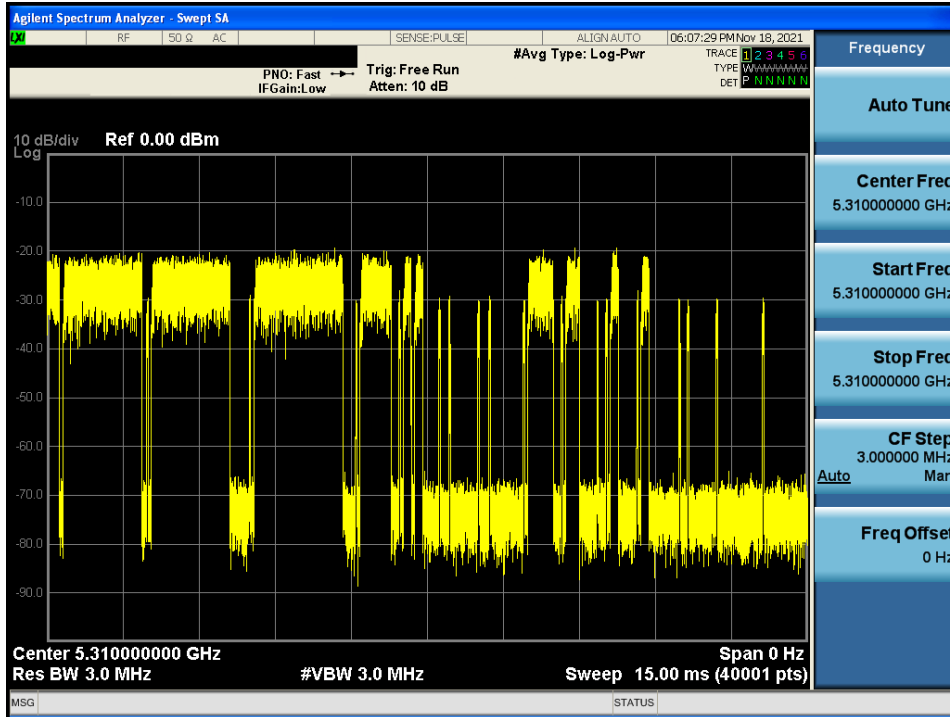 Agilent Spectrum Analyzer - Swept SA
LXI RF 50 Ω AC SENSE:PULSE ALIGN AUTO 06:07:29 PM Nov 18, 2021
#Avg Type: Log-Pwr TRACE 1 2 3 4 5 6
PNO: Fast Trig: Free Run TYPE WWWWWW
IFGain:Low Atten: 10 dB DET P N N N N N
10 dB/div Ref 0.00 dBm
Log
-10.0
-20.0
-30.0
-40.0
-50.0
-60.0
-70.0
-80.0
-90.0
Center 5.310000000 GHz Span 0 Hz
Res BW 3.0 MHz #VBW 3.0 MHz Sweep 15.00 ms (40001 pts)
MSG STATUS
Frequency
Auto Tune
Center Freq
5.310000000 GHz
Start Freq
5.310000000 GHz
Stop Freq
5.310000000 GHz
CF Step
3.000000 MHz
Auto Man
Freq Offset
0 Hz